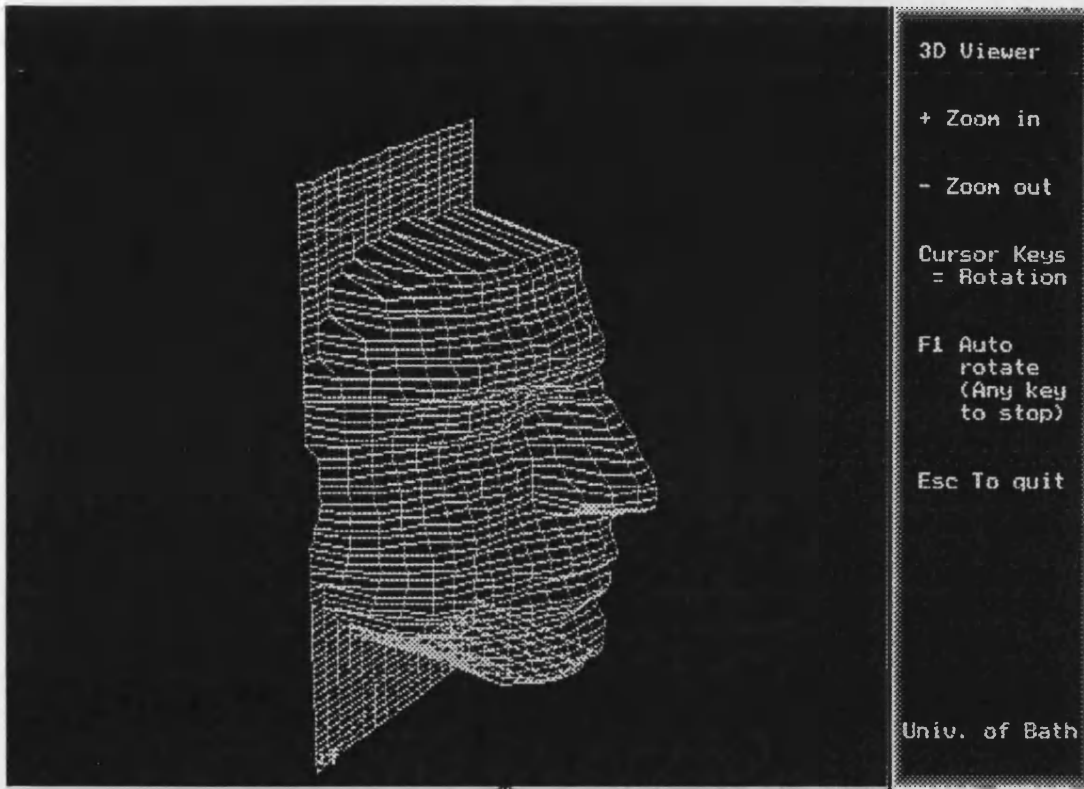 3D Viewer
+ Zoom in
- Zoom out
Cursor Keys
= Rotation
F1 Auto
rotate
(Any key
to stop)
Esc To quit
Univ. of Bath